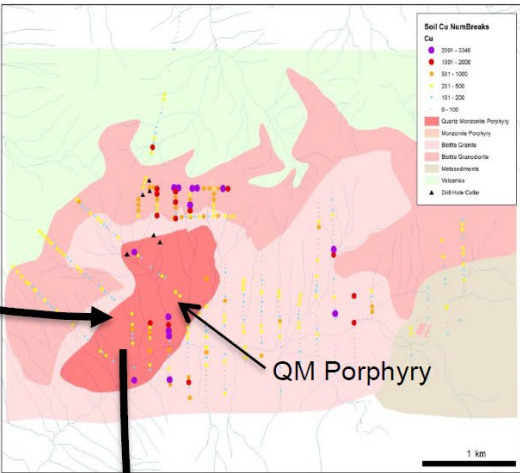 Soil Cu NumBreaks
Cu
2001 - 3040
1001 - 2000
501 - 1000
201 - 500
101 - 200
0 - 100
Quartz Monzonite Porphyry
Monzonite Porphyry
Biotite Granite
Biotite Granodiorite
Metasediments
Volcanics
Drill Hole Collar
QM Porphyry
1 km